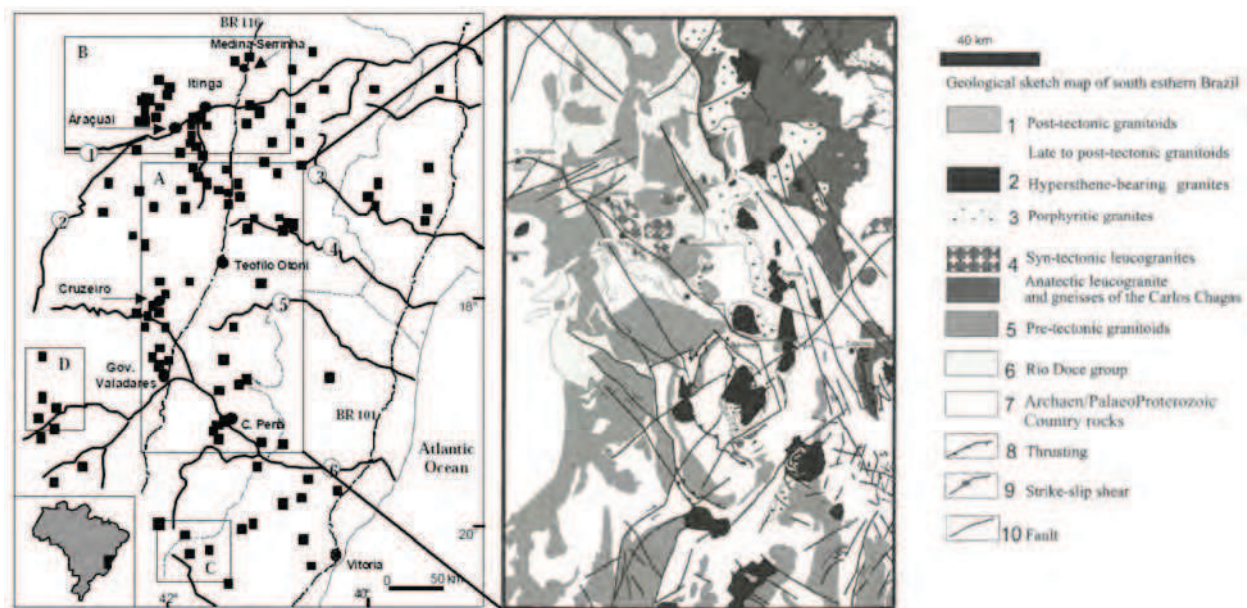 BR 116
Medina-Serrinha
B
Itinga
Araçuai
1
A
3
2
4
Teofilo Otoni
Cruzeiro
5
18°
D
Gov.
Valadares
BR 101
C. Pena
Atlantic
Ocean
6
20°
C
Vitoria
0 50 km
42°
40°
40 km
Geological sketch map of south esthern Brazil
1 Post-tectonic granitoids
Late to post-tectonic granitoids
2 Hypersthene-bearing granites
3 Porphyritic granites
4 Syn-tectonic leucogranites
Anatectic leucogranite
and gneisses of the Carlos Chagas
5 Pre-tectonic granitoids
6 Rio Doce group
7 Archaen/PalaeoProterozoic
Country rocks
8 Thrusting
9 Strike-slip shear
10 Fault